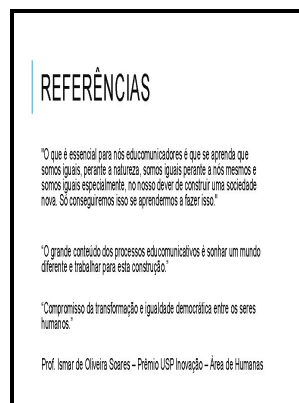 REFERÊNCIAS
"O que é essencial para nós educomunicadores é que se aprenda que
somos iguais, perante a natureza, somos iguais perante a nós mesmos e
somos iguais especialmente, no nosso dever de construir uma sociedade
nova. Só conseguiremos isso se aprendermos a fazer isso."
"O grande conteúdo dos processos educomunicativos é sonhar um mundo
diferente e trabalhar para esta construção."
"Compromisso da transformação e igualdade democrática entre os seres
humanos."
Prof. Ismar de Oliveira Soares – Prêmio USP Inovação – Área de Humanas